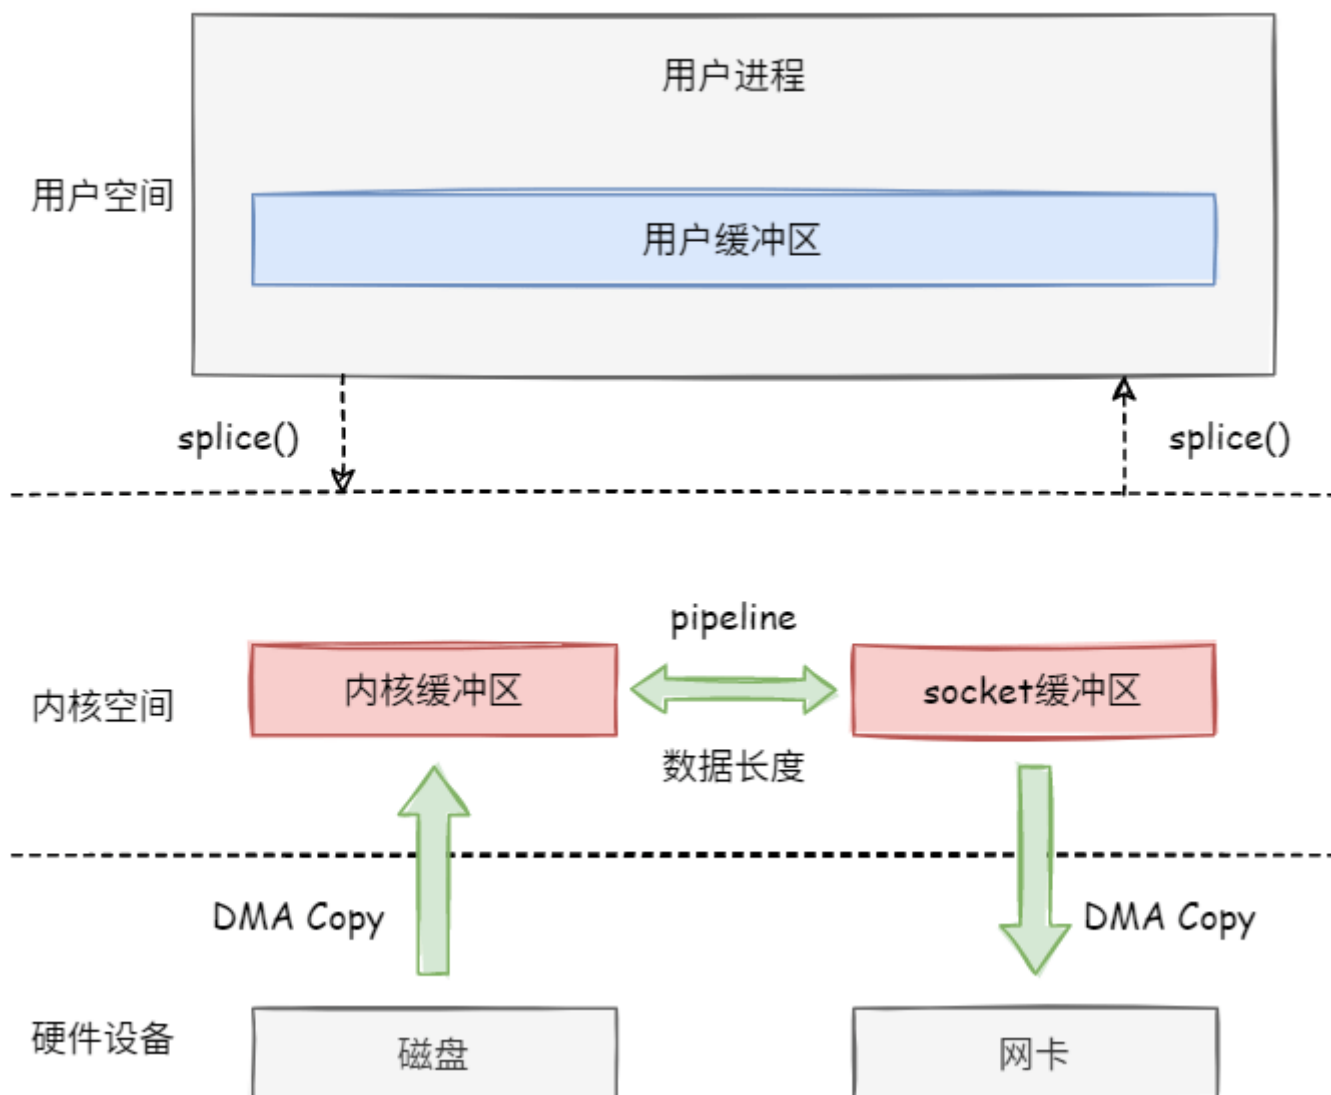 用户进程
用户空间
用户缓冲区
splice()
splice()
pipeline
内核空间
内核缓冲区
socket缓冲区
数据长度
DMA Copy
DMA Copy
硬件设备
磁盘
网卡